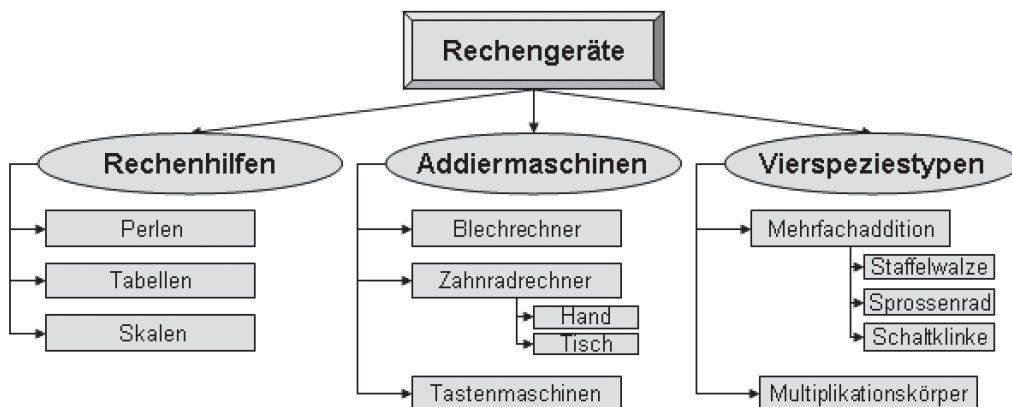 Rechengeräte
Rechenhilfen
Perlen
Tabellen
Skalen
Addiermaschinen
Blechrechner
Zahnradrechner
Hand
Tisch
Tastenmaschinen
Vierspeziestypen
Mehrfachaddition
Staffelwalze
Sprossenrad
Schaltklinke
Multiplikationskörper